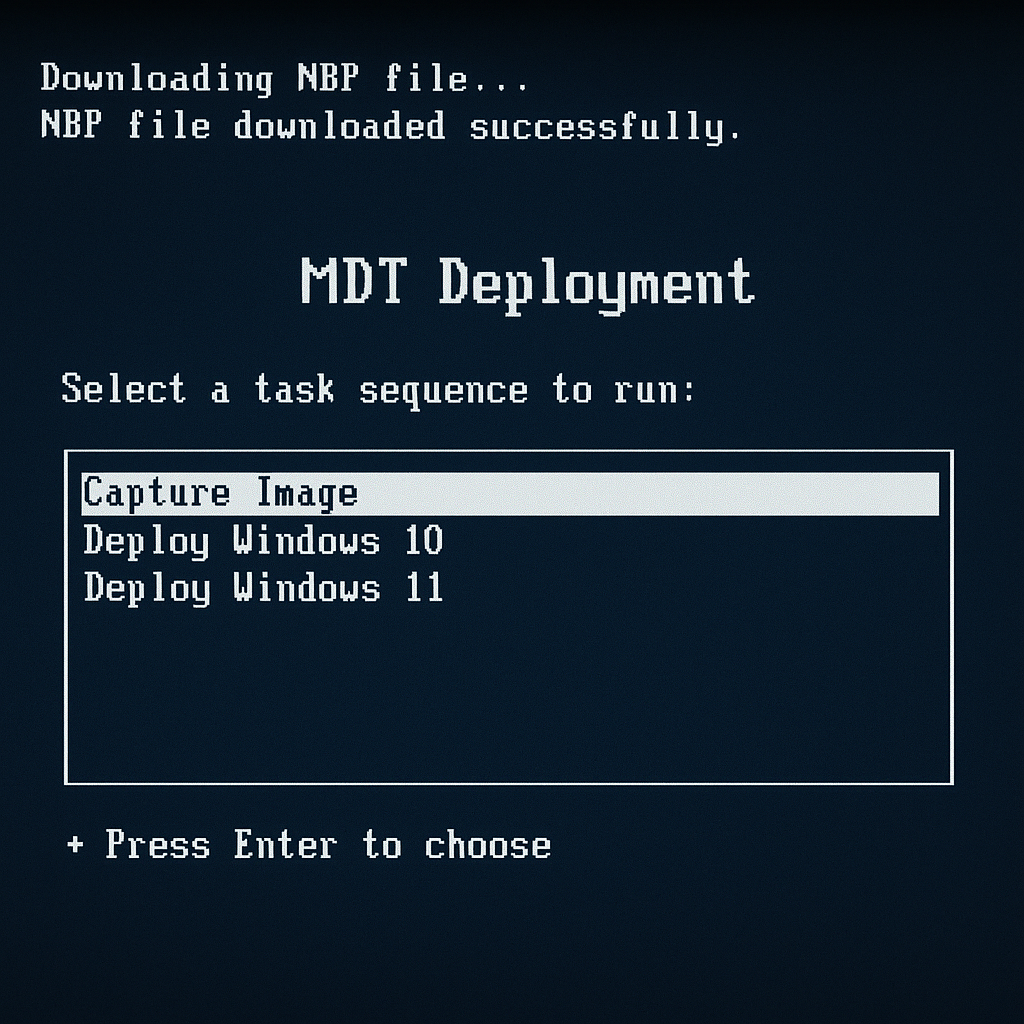 Downloading NBP file...
NBP file downloaded successfully.
MDT Deployment
Select a task sequence to run:
Capture Image
Deploy Windows 10
Deploy Windows 11
+ Press Enter to choose